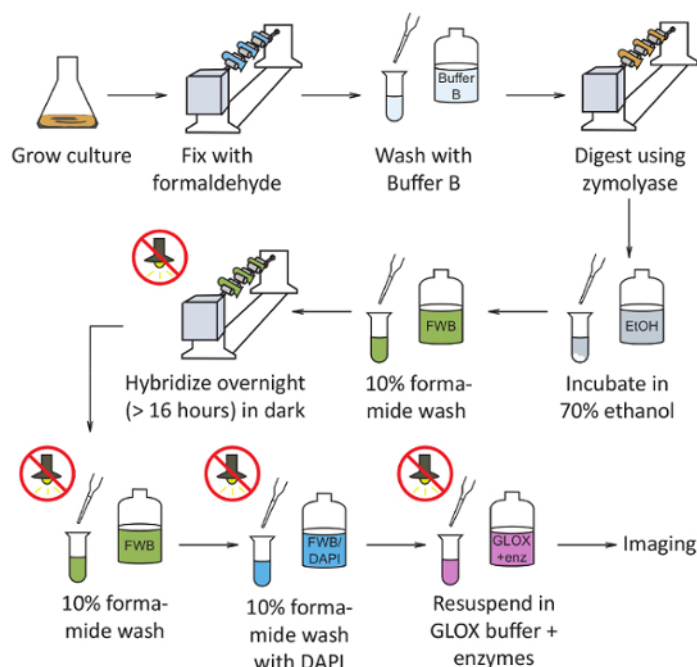 Buffer
B
Grow culture
Fix with
formaldehyde
Wash with
Buffer B
Digest using
zymolyase
FWB
EtOH
Hybridize overnight
(> 16 hours) in dark
10% forma-
mide wash
Incubate in
70% ethanol
FWB
FWB/
DAPI
GLOX
+enz
Imaging
10% forma-
mide wash
10% forma-
mide wash
with DAPI
Resuspend in
GLOX buffer +
enzymes